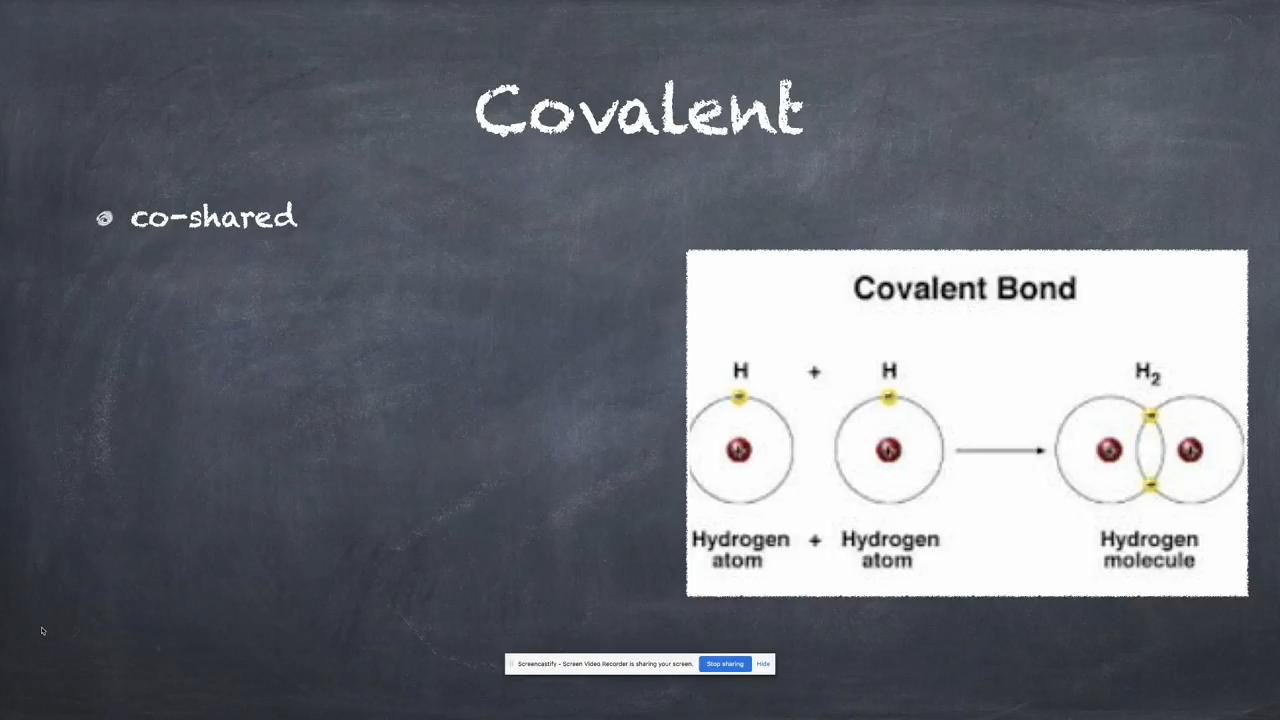 Covalent
co-shared
Covalent Bond
H + H H₂
Hydrogen atom + Hydrogen atom Hydrogen molecule
Screencastify - Screen Video Recorder is sharing your screen. Stop sharing Hide